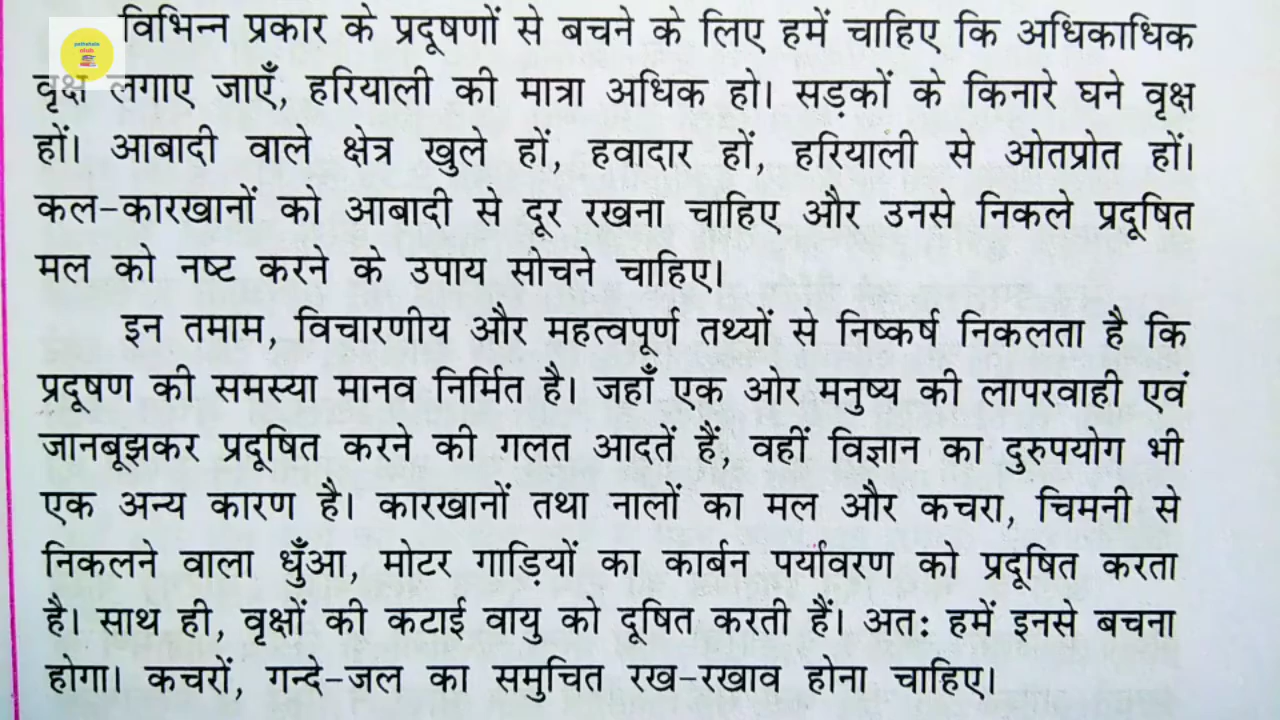 pathshala
club
विभिन्न प्रकार के प्रदूषणों से बचने के लिए हमें चाहिए कि अधिकाधिक
वृक्ष लगाए जाएँ, हरियाली की मात्रा अधिक हो। सड़कों के किनारे घने वृक्ष
हों। आबादी वाले क्षेत्र खुले हों, हवादार हों, हरियाली से ओतप्रोत हों।
कल-कारखानों को आबादी से दूर रखना चाहिए और उनसे निकले प्रदूषित
मल को नष्ट करने के उपाय सोचने चाहिए।
इन तमाम, विचारणीय और महत्वपूर्ण तथ्यों से निष्कर्ष निकलता है कि
प्रदूषण की समस्या मानव निर्मित है। जहाँ एक ओर मनुष्य की लापरवाही एवं
जानबूझकर प्रदूषित करने की गलत आदतें हैं, वहीं विज्ञान का दुरुपयोग भी
एक अन्य कारण है। कारखानों तथा नालों का मल और कचरा, चिमनी से
निकलने वाला धुँआ, मोटर गाड़ियों का कार्बन पर्यावरण को प्रदूषित करता
है। साथ ही, वृक्षों की कटाई वायु को दूषित करती हैं। अतः हमें इनसे बचना
होगा। कचरों, गन्दे-जल का समुचित रख-रखाव होना चाहिए।